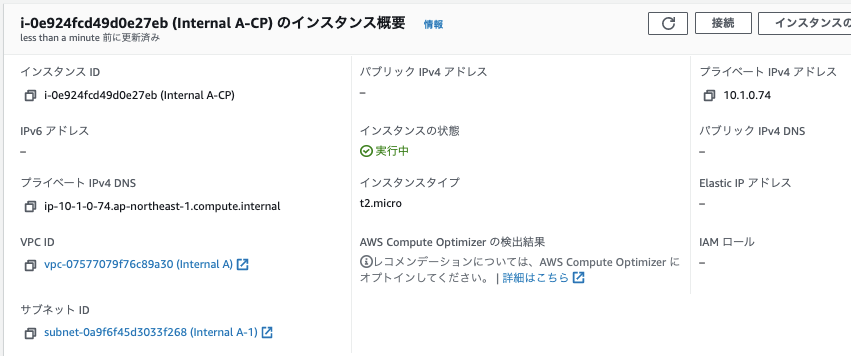 i-0e924fcd49d0e27eb (Internal A-CP) のインスタンス概要 情報
less than a minute 前に更新済み
接続
インスタンスの
インスタンス ID
i-0e924fcd49d0e27eb (Internal A-CP)
パブリック IPv4 アドレス
–
プライベート IPv4 アドレス
10.1.0.74
IPv6 アドレス
–
インスタンスの状態
実行中
パブリック IPv4 DNS
–
プライベート IPv4 DNS
ip-10-1-0-74.ap-northeast-1.compute.internal
インスタンスタイプ
t2.micro
Elastic IP アドレス
–
VPC ID
vpc-07577079f76c89a30 (Internal A)
AWS Compute Optimizer の検出結果
レコメンデーションについては、AWS Compute Optimizer に
オプトインしてください。 | 詳細はこちら
IAM ロール
–
サブネット ID
subnet-0a9f6f45d3033f268 (Internal A-1)